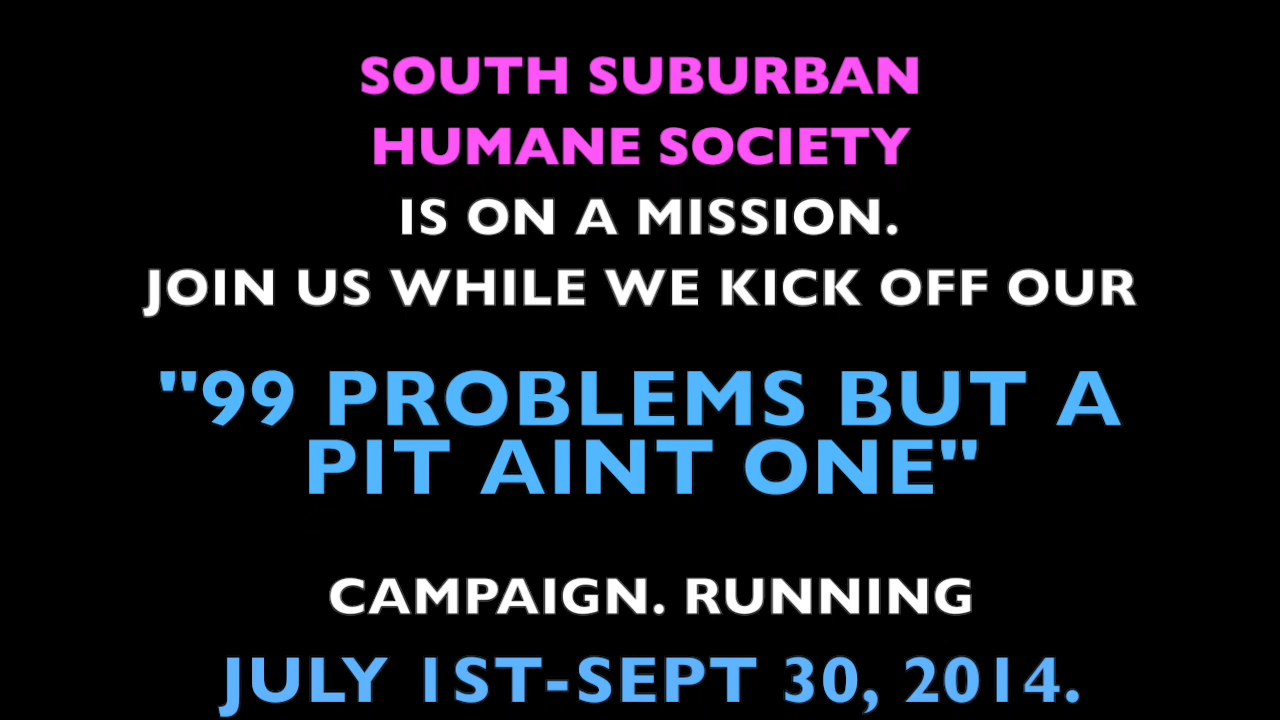 SOUTH SUBURBAN
HUMANE SOCIETY
IS ON A MISSION.
JOIN US WHILE WE KICK OFF OUR
"99 PROBLEMS BUT A
PIT AINT ONE"
CAMPAIGN. RUNNING
JULY 1ST-SEPT 30, 2014.